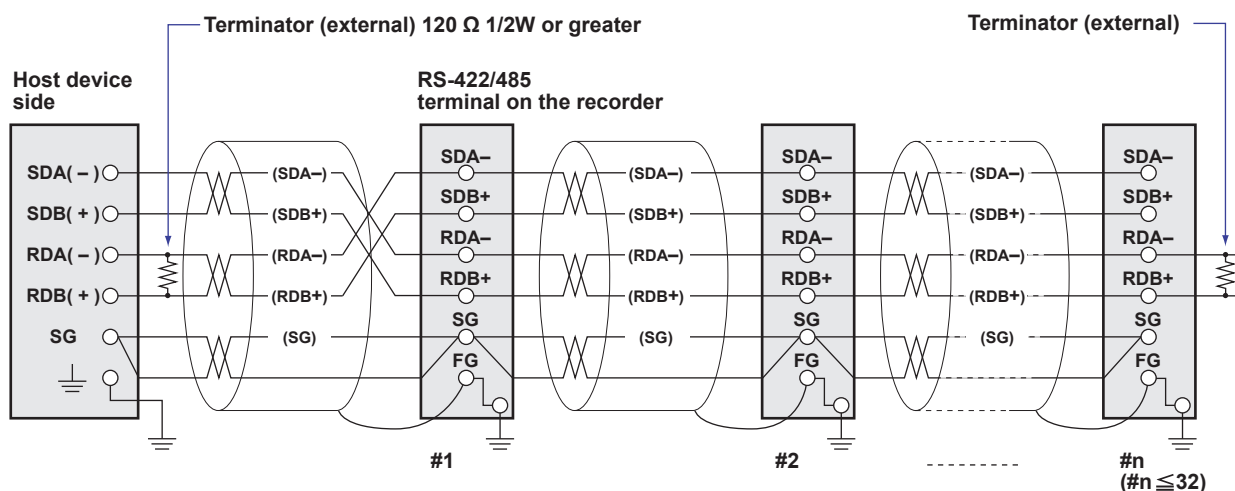 Terminator (external) 120 Ω 1/2W or greater
Terminator (external)
Host device
side
RS-422/485
terminal on the recorder
SDA( − )
SDB( + )
RDA( − )
RDB( + )
SG
(SDA−)
(SDB+)
(RDA−)
(RDB+)
(SG)
SDA−
SDB+
RDA−
RDB+
SG
FG
(SDA−)
(SDB+)
(RDA−)
(RDB+)
(SG)
SDA−
SDB+
RDA−
RDB+
SG
FG
(SDA−)
(SDB+)
(RDA−)
(RDB+)
(SG)
SDA−
SDB+
RDA−
RDB+
SG
FG
#1
#2
#n
(#n ≦32)